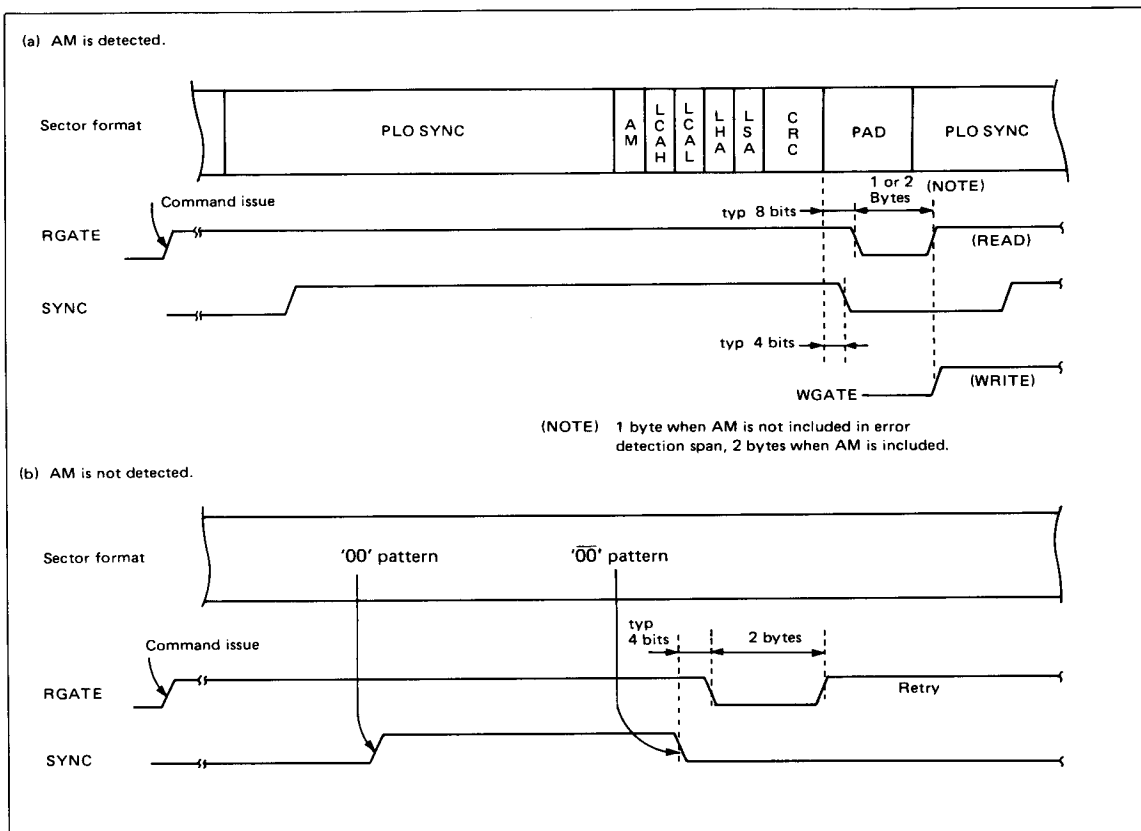 (a) AM is detected.
Sector format
PLO SYNC
AM
LCAH
LCAL
LHA
LSA
CRC
PAD
PLO SYNC
Command issue
typ 8 bits
1 or 2
Bytes
(NOTE)
RGATE
(READ)
SYNC
typ 4 bits
WGATE
(WRITE)
(NOTE) 1 byte when AM is not included in error
detection span, 2 bytes when AM is included.
(b) AM is not detected.
Sector format
'00' pattern
'0̅0̅' pattern
Command issue
typ
4 bits
2 bytes
RGATE
Retry
SYNC